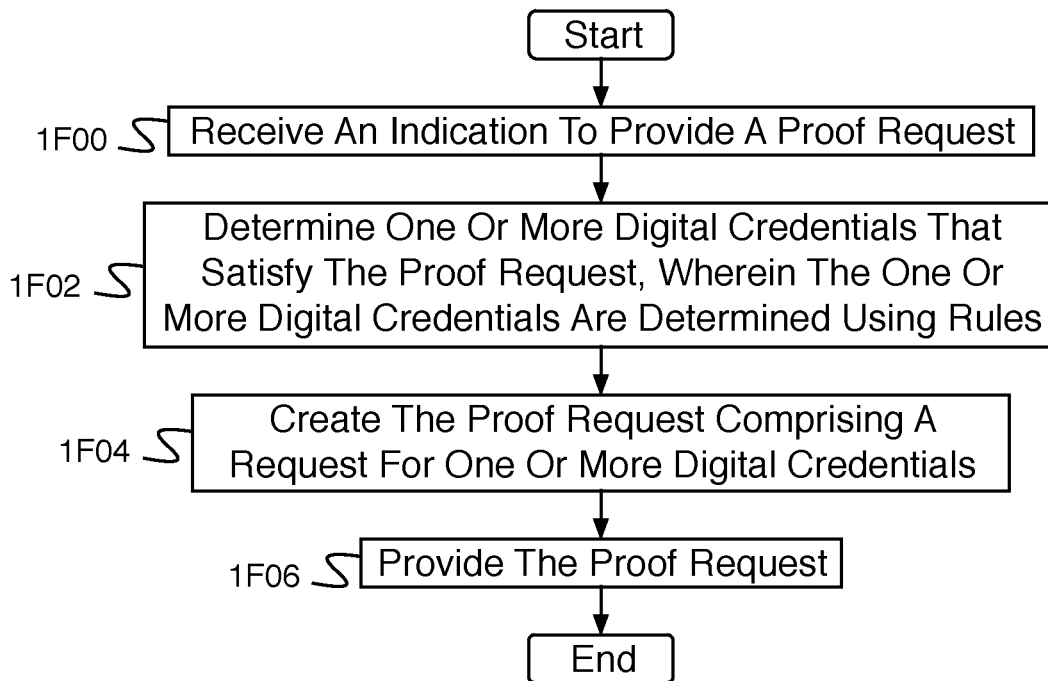 Start
1F00
Receive An Indication To Provide A Proof Request
1F02
Determine One Or More Digital Credentials That
Satisfy The Proof Request, Wherein The One Or
More Digital Credentials Are Determined Using Rules
1F04
Create The Proof Request Comprising A
Request For One Or More Digital Credentials
1F06
Provide The Proof Request
End